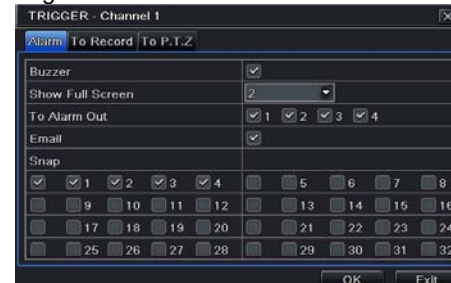 TRIGGER - Channel 1
Alarm To Record To P.T.Z
Buzzer
Show Full Screen 2
To Alarm Out 1 2 3 4
Email
Snap
1 2 3 4 5 6 7 8
9 10 11 12 13 14 15 16
17 18 19 20 21 22 23 24
25 26 27 28 29 30 31 32
OK Exit